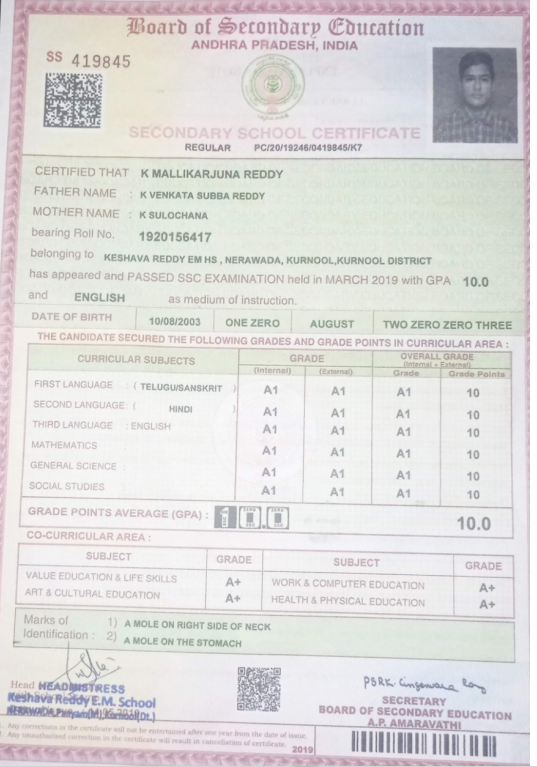 Board of Secondary Education
ANDHRA PRADESH, INDIA
SS 419845
SECONDARY SCHOOL CERTIFICATE
REGULAR PC/20/19246/0419845/K7
CERTIFIED THAT K MALLIKARJUNA REDDY
FATHER NAME : K VENKATA SUBBA REDDY
MOTHER NAME : K SULOCHANA
bearing Roll No. 1920156417
belonging to KESHAVA REDDY EM HS , NERAWADA, KURNOOL,KURNOOL DISTRICT
has appeared and PASSED SSC EXAMINATION held in MARCH 2019 with GPA 10.0
and ENGLISH as medium of instruction.
DATE OF BIRTH 10/08/2003 ONE ZERO AUGUST TWO ZERO ZERO THREE
THE CANDIDATE SECURED THE FOLLOWING GRADES AND GRADE POINTS IN CURRICULAR AREA :
CURRICULAR SUBJECTS GRADE OVERALL GRADE
(Internal + External)
(Internal) (External) Grade Grade Points
FIRST LANGUAGE : ( TELUGU/SANSKRIT ) A1 A1 A1 10
SECOND LANGUAGE: ( HINDI ) A1 A1 A1 10
THIRD LANGUAGE : ENGLISH A1 A1 A1 10
MATHEMATICS A1 A1 A1 10
GENERAL SCIENCE : A1 A1 A1 10
SOCIAL STUDIES : A1 A1 A1 10
GRADE POINTS AVERAGE (GPA) : 10.0
CO-CURRICULAR AREA :
SUBJECT GRADE SUBJECT GRADE
VALUE EDUCATION & LIFE SKILLS A+ WORK & COMPUTER EDUCATION A+
ART & CULTURAL EDUCATION A+ HEALTH & PHYSICAL EDUCATION A+
Marks of Identification : 1) A MOLE ON RIGHT SIDE OF NECK
2) A MOLE ON THE STOMACH
Head HEADMISTRESS
Keshava Reddy E.M. School
NERAWADA, (M), Kurnool(Dt.)
SECRETARY
BOARD OF SECONDARY EDUCATION
A.P. AMARAVATHI
1. Any corrections in the certificate will not be entertained after one year from the date of issue.
2. Any unauthorised correction in the certificate will result in cancellation of certificate.
2019